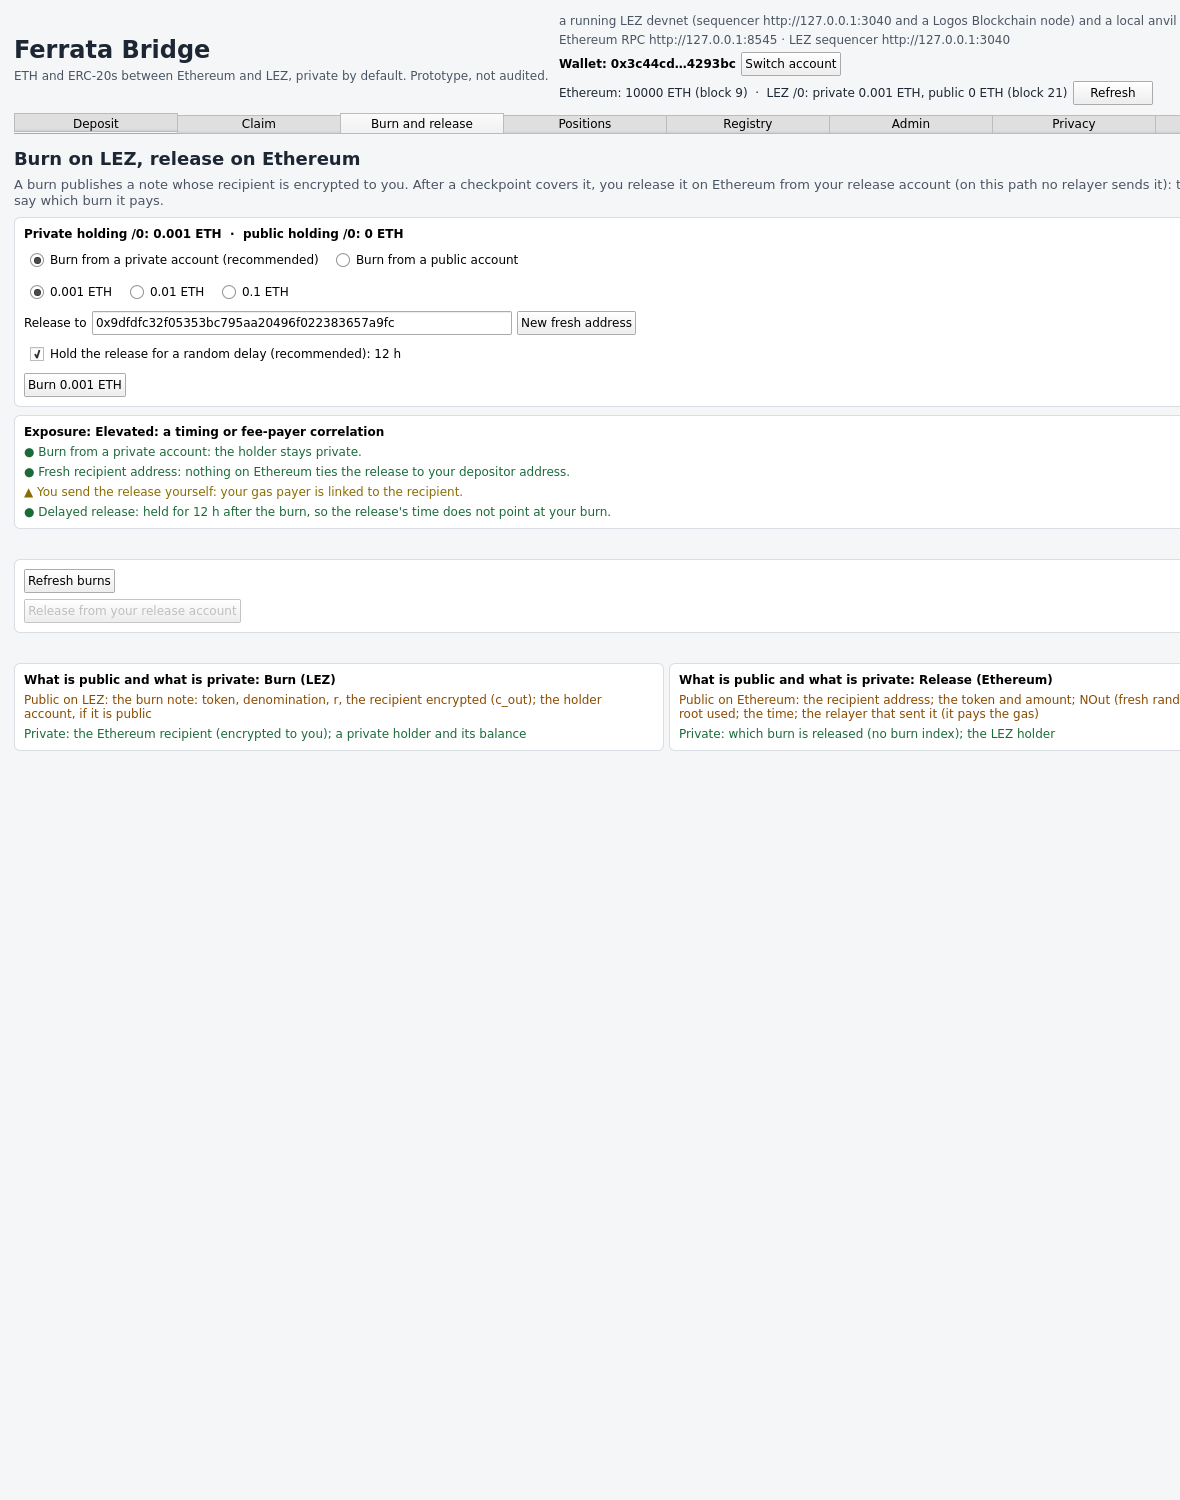 a running LEZ devnet (sequencer http://127.0.0.1:3040 and a Logos Blockchain node) and a local anvil
Ferrata Bridge
Ethereum RPC http://127.0.0.1:8545 · LEZ sequencer http://127.0.0.1:3040
ETH and ERC-20s between Ethereum and LEZ, private by default. Prototype, not audited.
Wallet: 0x3c44cd…4293bc Switch account
Ethereum: 10000 ETH (block 9) · LEZ /0: private 0.001 ETH, public 0 ETH (block 21) Refresh
Deposit Claim Burn and release Positions Registry Admin Privacy
Burn on LEZ, release on Ethereum
A burn publishes a note whose recipient is encrypted to you. After a checkpoint covers it, you release it on Ethereum from your release account (on this path no relayer sends it):
say which burn it pays.
Private holding /0: 0.001 ETH · public holding /0: 0 ETH
Burn from a private account (recommended) Burn from a public account
0.001 ETH 0.01 ETH 0.1 ETH
Release to 0x9dfdfc32f05353bc795aa20496f022383657a9fc New fresh address
Hold the release for a random delay (recommended): 12 h
Burn 0.001 ETH
Exposure: Elevated: a timing or fee-payer correlation
● Burn from a private account: the holder stays private.
● Fresh recipient address: nothing on Ethereum ties the release to your depositor address.
▲ You send the release yourself: your gas payer is linked to the recipient.
● Delayed release: held for 12 h after the burn, so the release's time does not point at your burn.
Refresh burns
Release from your release account
What is public and what is private: Burn (LEZ)
Public on LEZ: the burn note: token, denomination, r, the recipient encrypted (c_out); the holder
account, if it is public
Private: the Ethereum recipient (encrypted to you); a private holder and its balance
What is public and what is private: Release (Ethereum)
Public on Ethereum: the recipient address; the token and amount; NOut (fresh rand
root used; the time; the relayer that sent it (it pays the gas)
Private: which burn is released (no burn index); the LEZ holder